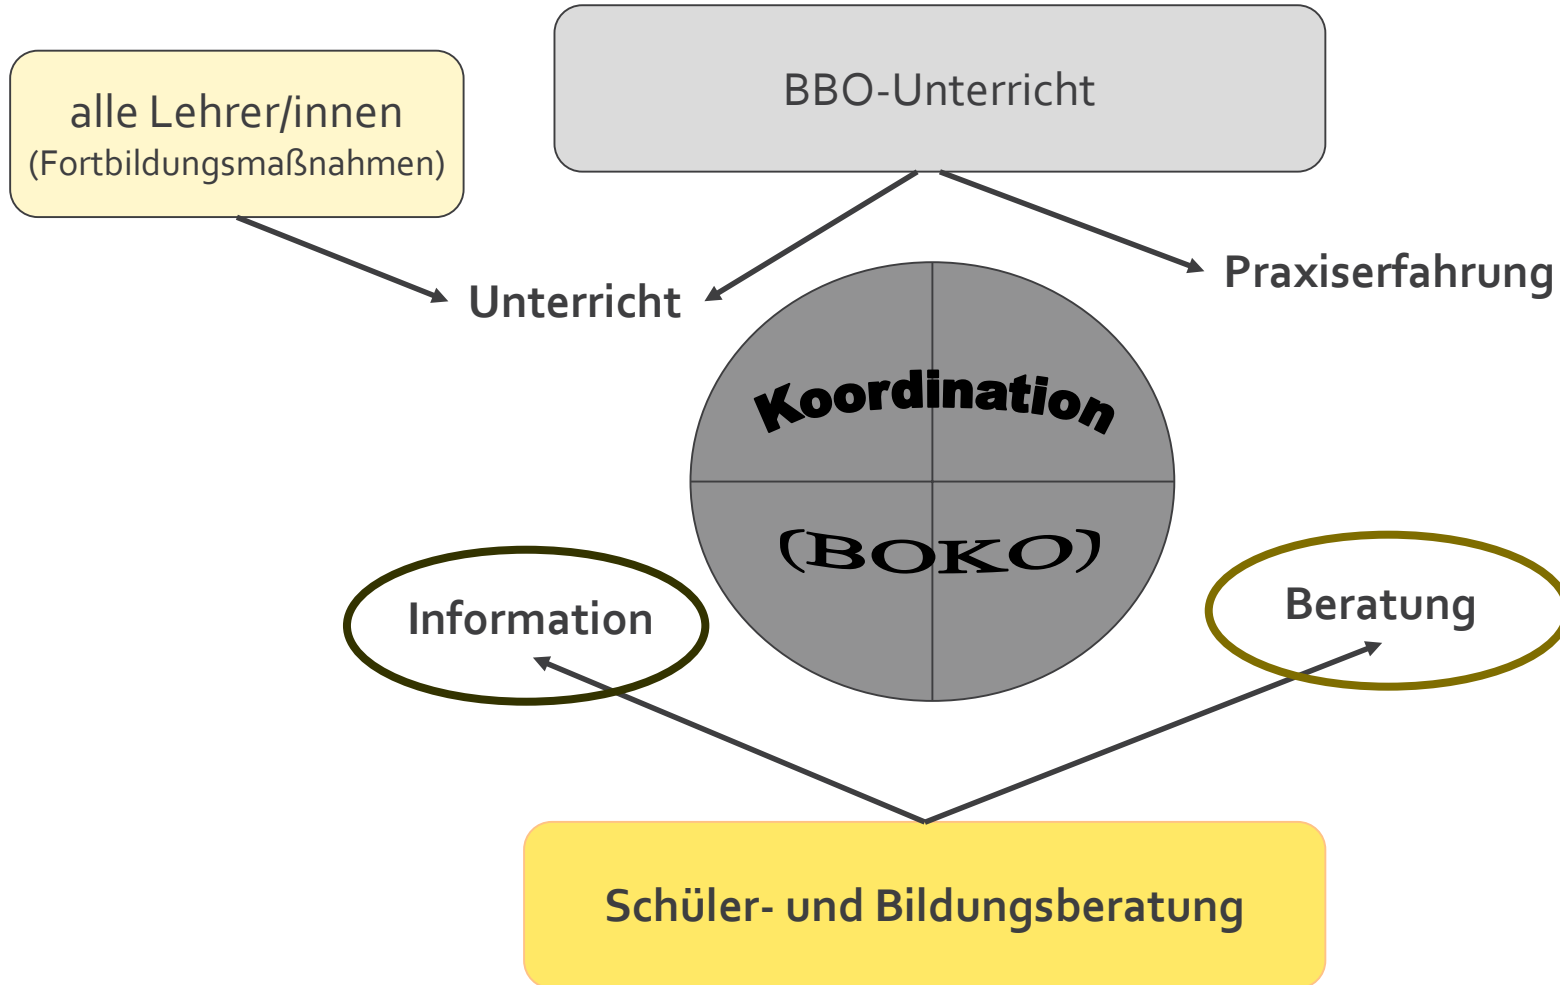 alle Lehrer/innen
(Fortbildungsmaßnahmen)
BBO-Unterricht
Unterricht
Praxiserfahrung
Koordination
(BOKO)
Information
Beratung
Schüler- und Bildungsberatung